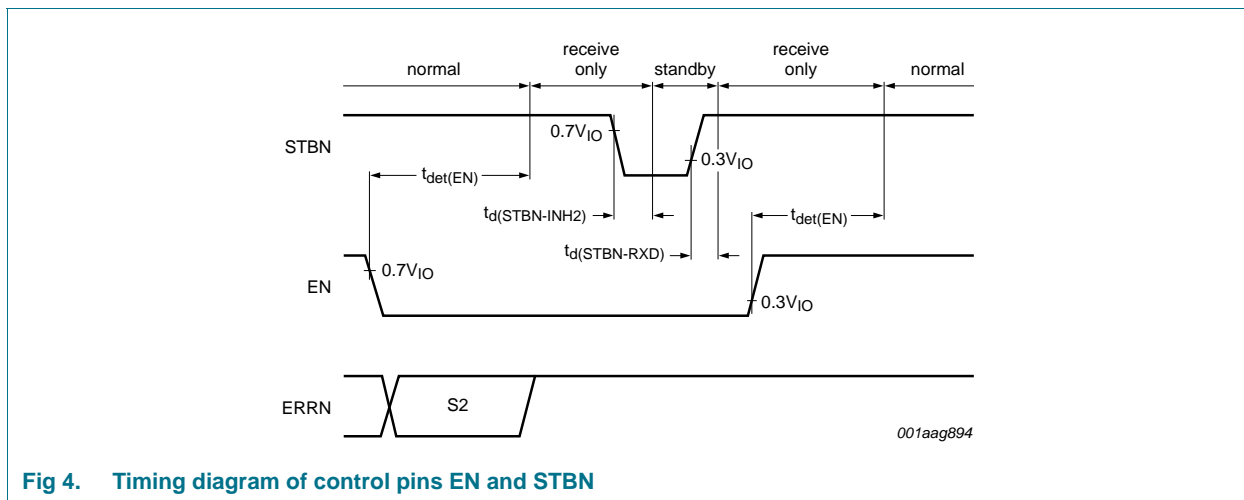 receive
only
receive
only
normal
standby
normal
STBN
0.7VIO
0.3VIO
tdet(EN)
td(STBN-INH2)
tdet(EN)
td(STBN-RXD)
EN
0.7VIO
0.3VIO
ERRN
S2
001aag894
Fig 4. Timing diagram of control pins EN and STBN